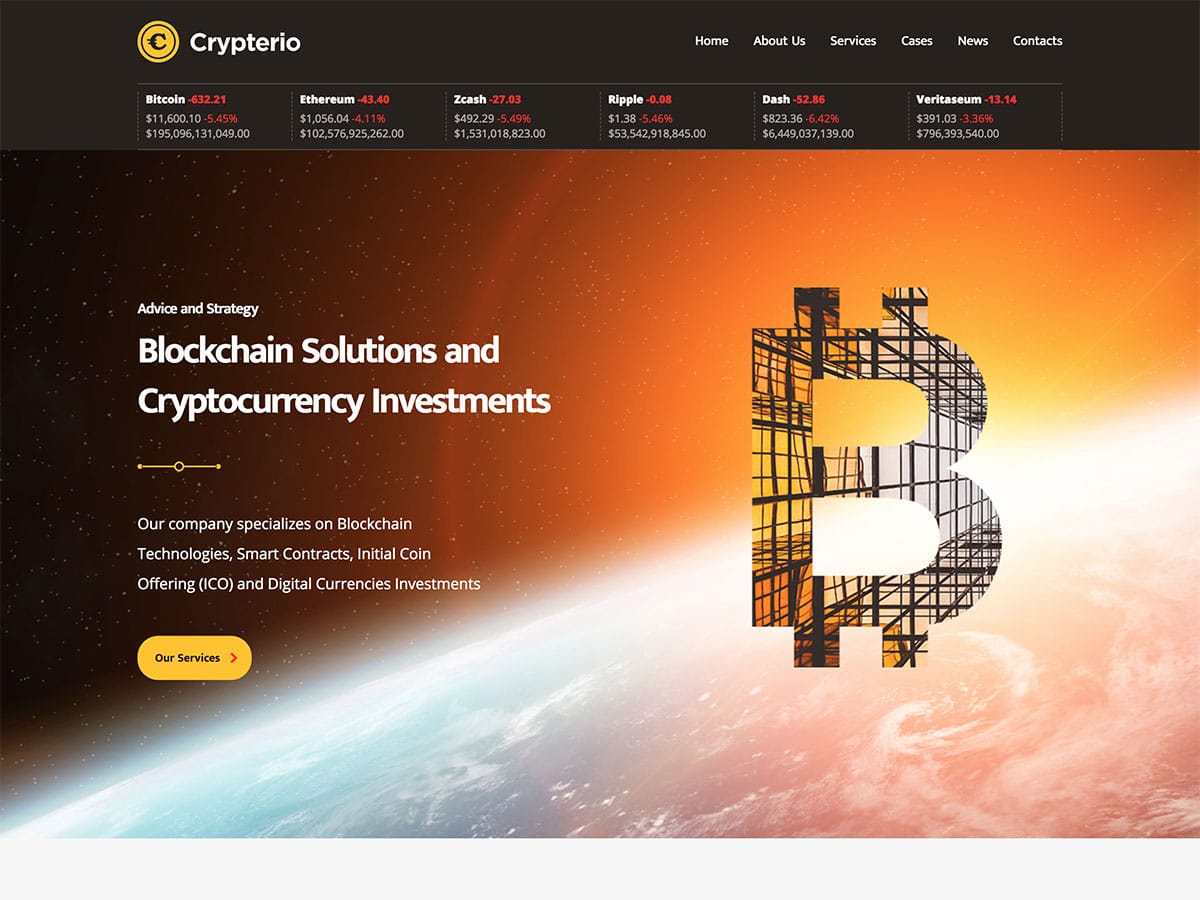 Crypterio
Home About Us Services Cases News Contacts
Bitcoin -632.21
$11,600.10 -5.45%
$195,096,131,049.00
Ethereum -43.40
$1,056.04 -4.11%
$102,576,925,262.00
Zcash -27.03
$492.29 -5.49%
$1,531,018,823.00
Ripple -0.08
$1.38 -5.46%
$53,542,918,845.00
Dash -52.86
$823.36 -6.42%
$6,449,037,139.00
Veritaseum -13.14
$391.03 -3.36%
$796,393,540.00
Advice and Strategy
Blockchain Solutions and
Cryptocurrency Investments
Our company specializes on Blockchain
Technologies, Smart Contracts, Initial Coin
Offering (ICO) and Digital Currencies Investments
Our Services